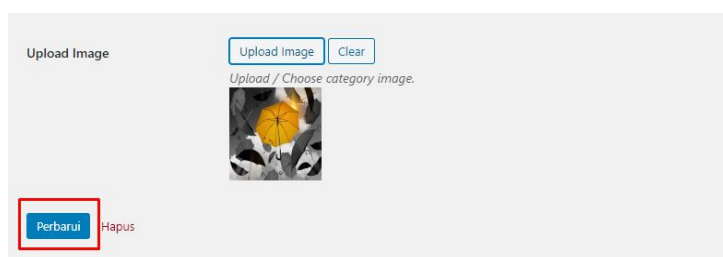 Upload Image
Upload Image Clear
Upload / Choose category image.
Perbarui Hapus